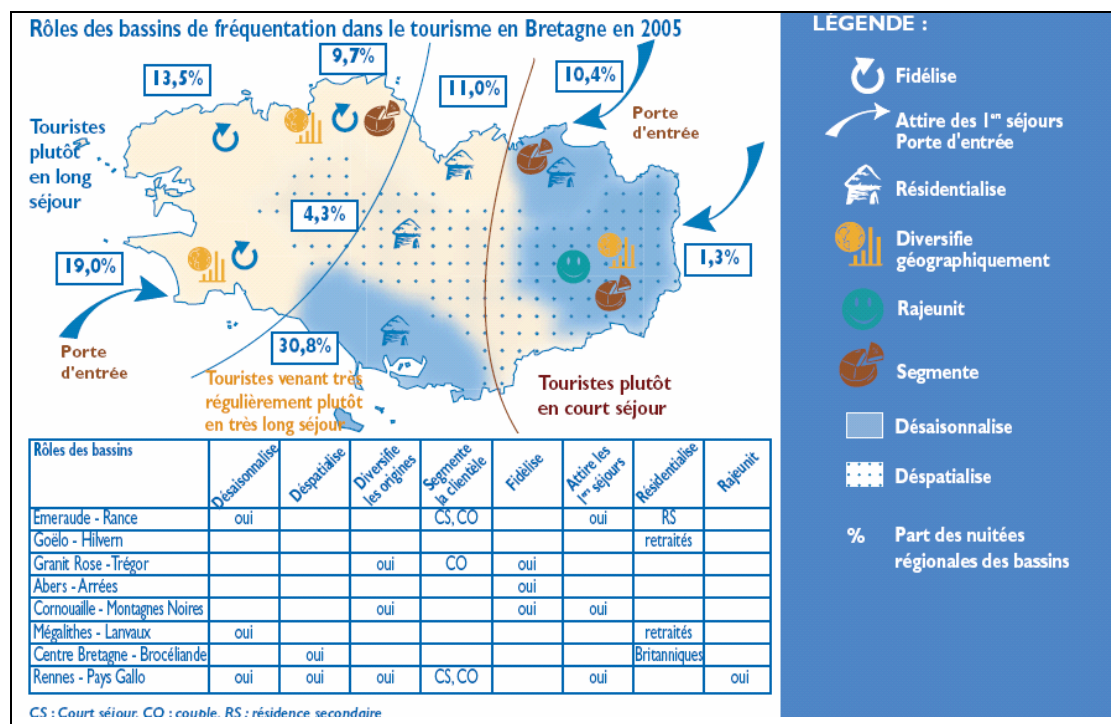 Rôles des bassins de fréquentation dans le tourisme en Bretagne en 2005
9,7%
13,5%
11,0%
10,4%
Porte
d'entrée
Touristes
plutôt
en long
séjour
4,3%
19,0%
1,3%
Porte
d'entrée
30,8%
Touristes venant très
régulièrement plutôt
en très long séjour
Touristes plutôt
en court séjour
LÉGENDE :
Fidélise
Attire des 1ers séjours
Porte d'entrée
Résidentialise
Diversifie
géographiquement
Rajeunit
Segmente
Désaisonnalise
Déspatialise
% Part des nuitées
régionales des bassins
Rôles des bassins Désaisonnalise Déspatialise Diversifie les origines Segmente la clientèle Fidélise Attire les 1ers séjours Résidentialise Rajeunit
Emeraude - Rance oui CS, CO oui RS
Goëlo - Hilvern retraités
Granit Rose -Trégor oui CO oui
Abers - Arrées oui
Cornouaille - Montagnes Noires oui oui oui
Mégalithes - Lanvaux oui retraités
Centre Bretagne - Brocéliande oui Britanniques
Rennes - Pays Gallo oui oui oui CS, CO oui oui
CS : Court séjour, CO : couple, RS : résidence secondaire